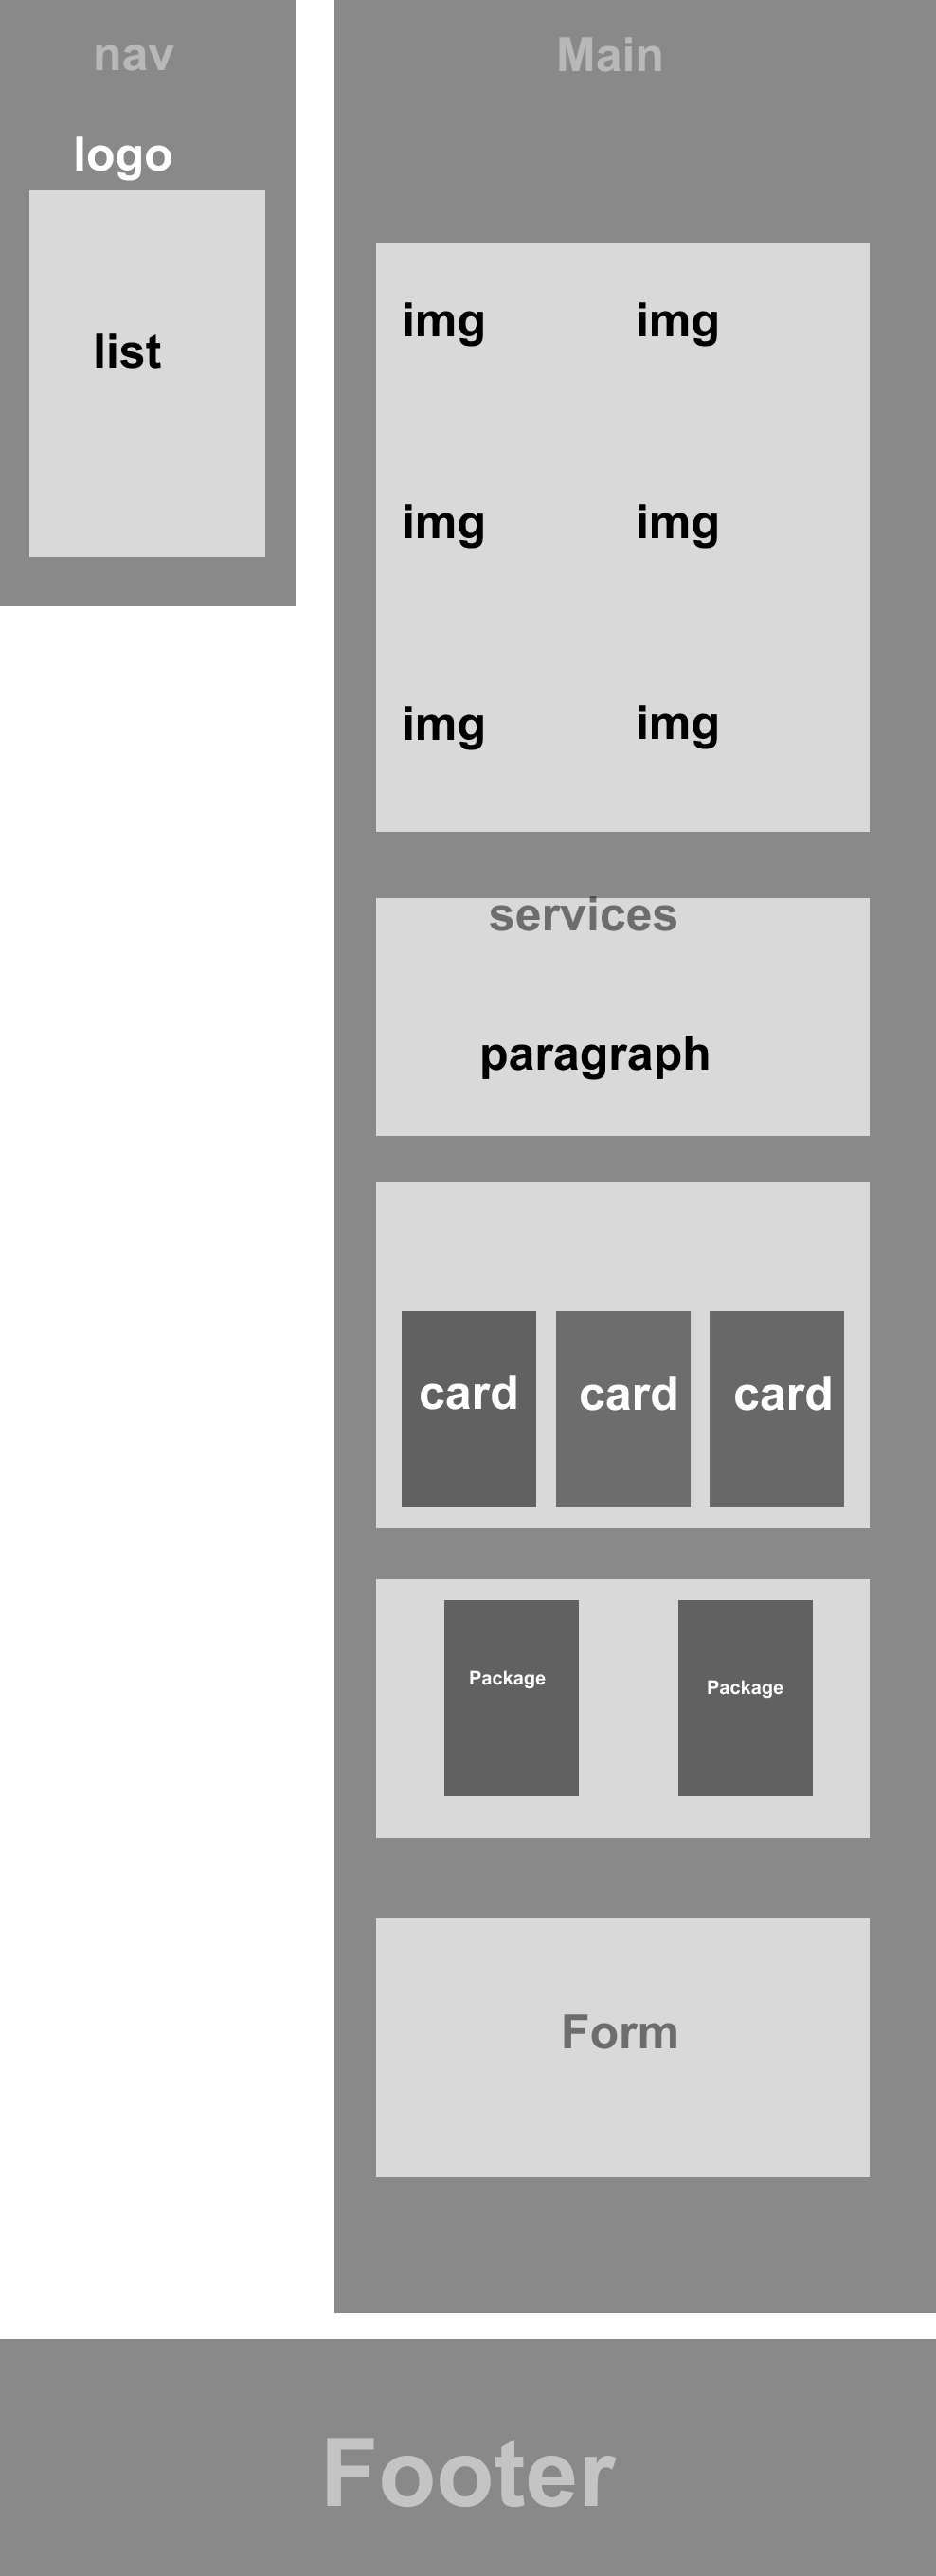 nav
logo
list
Main
img img
img img
img img
services
paragraph
card card card
Package Package
Form
Footer